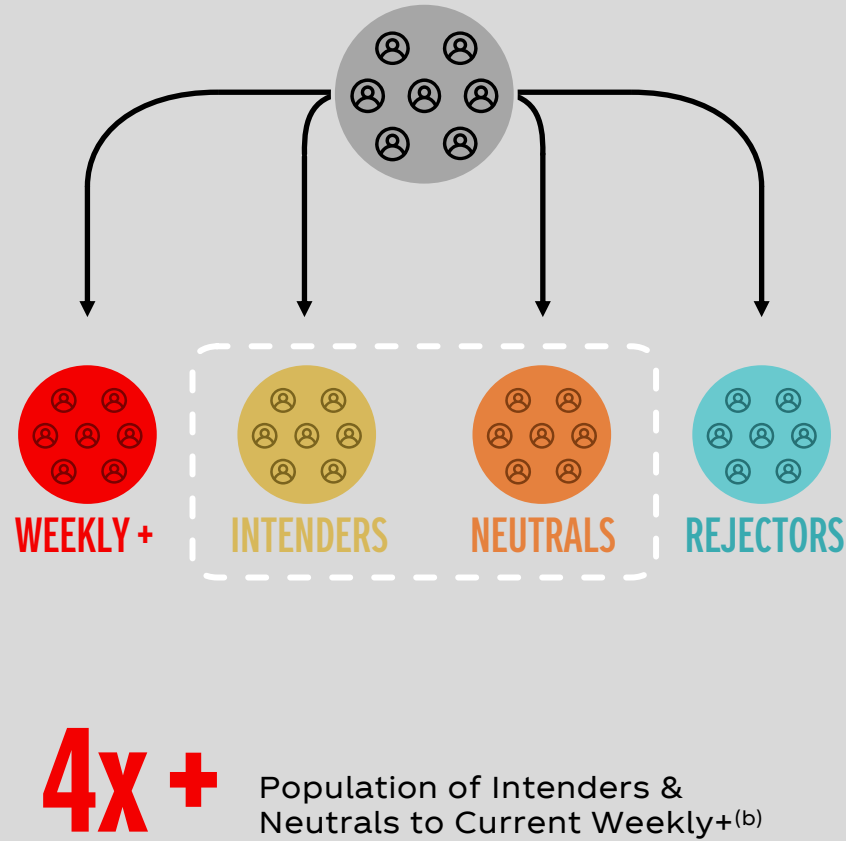 WEEKLY +
INTENDERS
NEUTRALS
REJECTORS
4x +
Population of Intenders &
Neutrals to Current Weekly+(b)